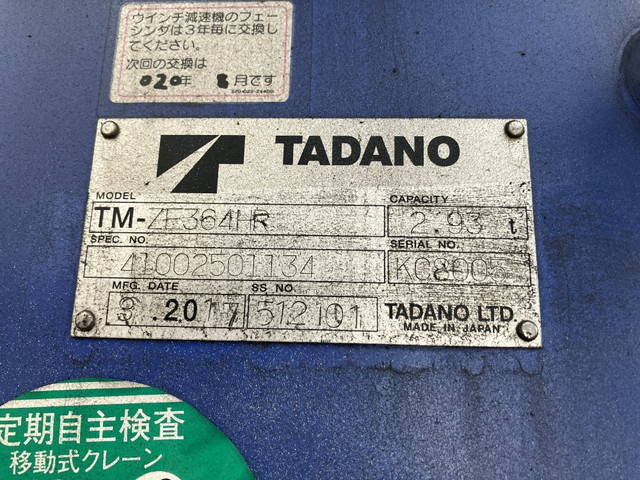 ウインチ減速機のフェー
シングは3年毎に交換し
てください。
次回の交換は
020年 8月です
TADANO
MODEL
CAPACITY
TM-ZE364HR
2.93 t
SPEC. NO.
SERIAL NO.
41002501134
MFG. DATE
SS NO
9.2017
512101
TADANO LTD.
MADE IN JAPAN
定期自主検査
移動式クレーン